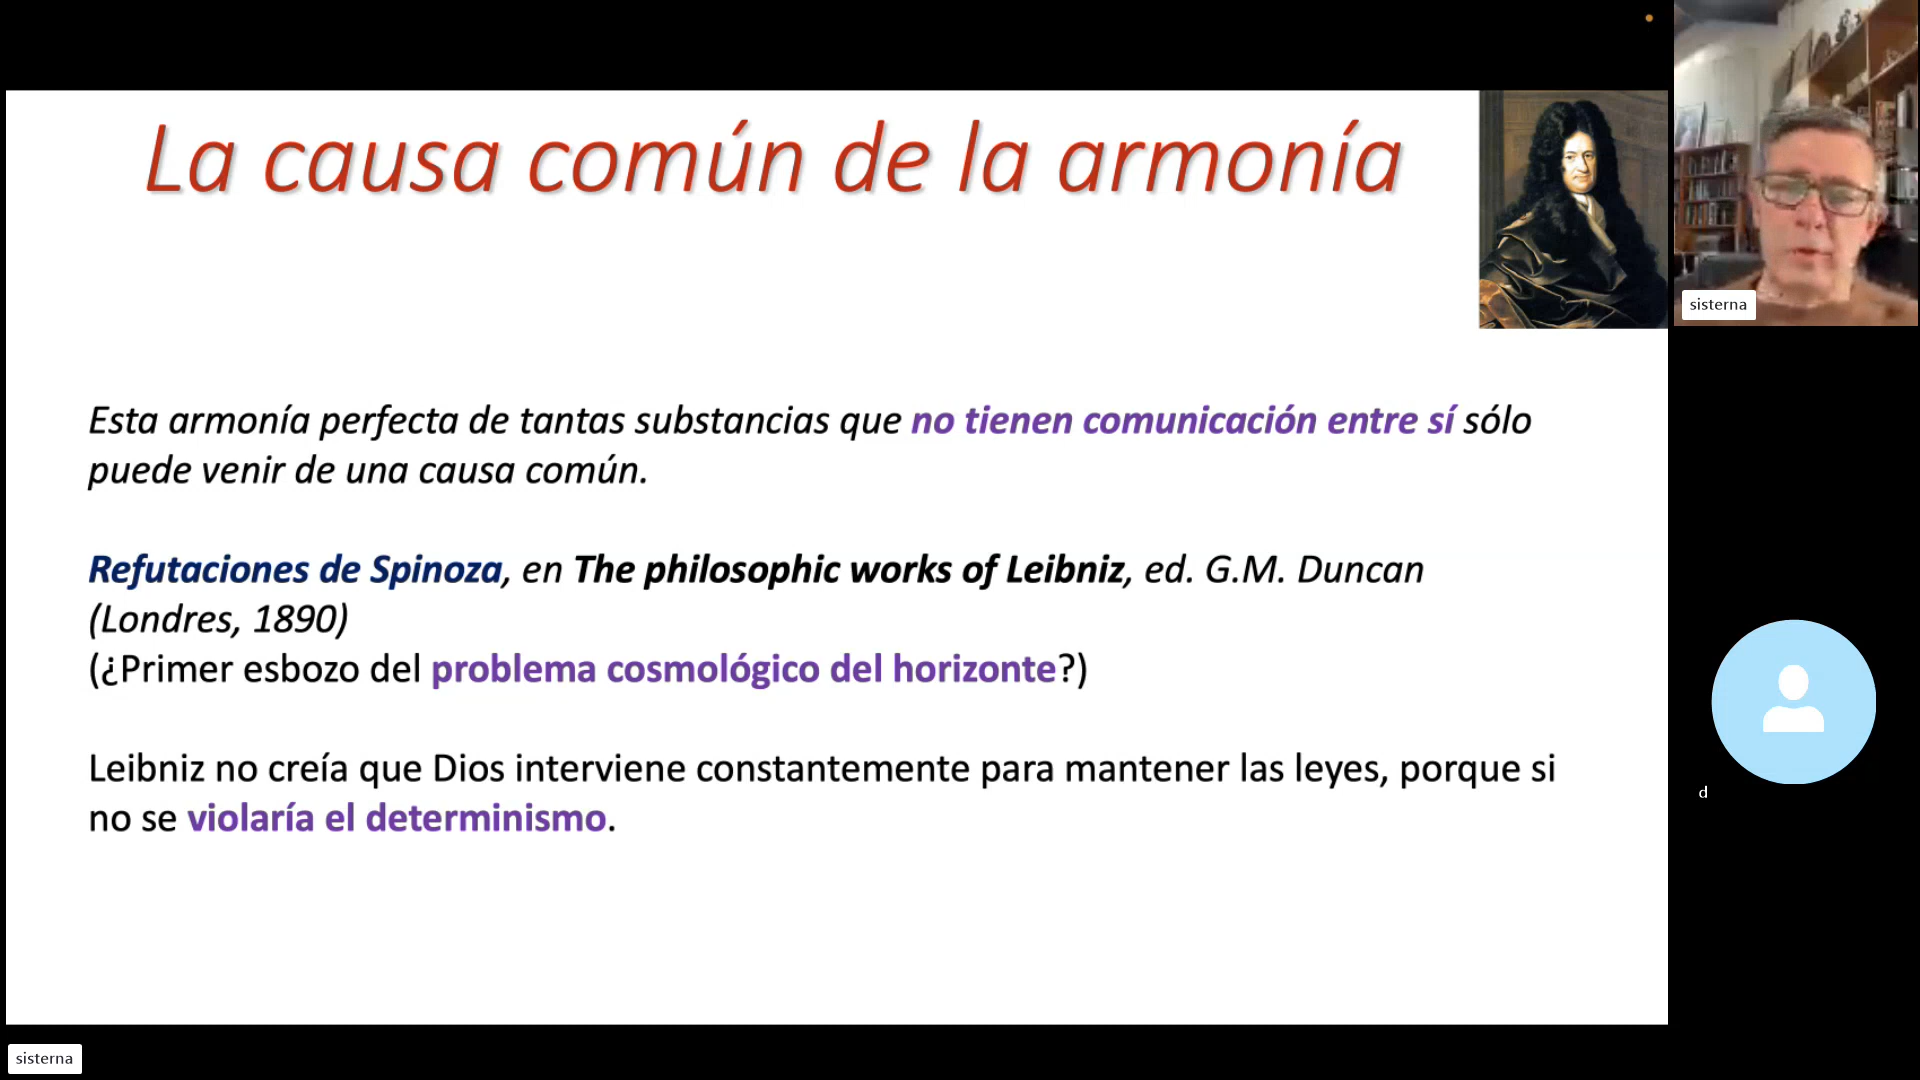 La causa común de la armonía
Esta armonía perfecta de tantas substancias que no tienen comunicación entre sí sólo
puede venir de una causa común.
Refutaciones de Spinoza, en The philosophic works of Leibniz, ed. G.M. Duncan
(Londres, 1890)
(¿Primer esbozo del problema cosmológico del horizonte?)
Leibniz no creía que Dios interviene constantemente para mantener las leyes, porque si
no se violaría el determinismo.
sisterna
d
sisterna